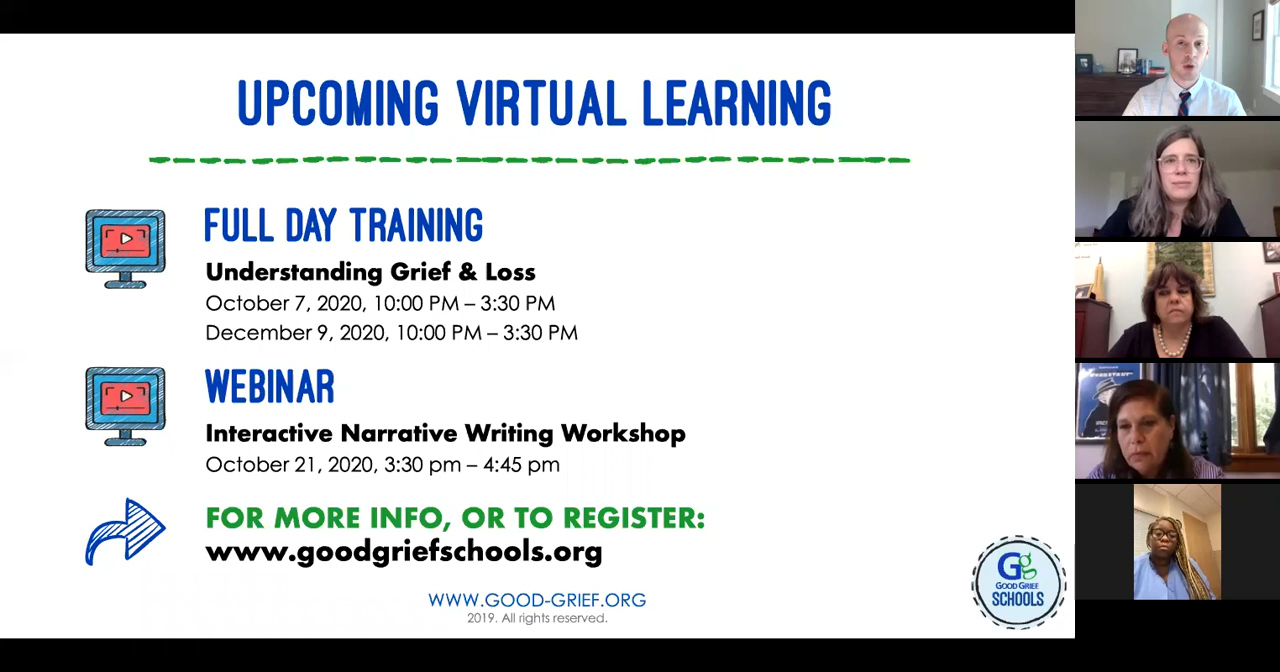 UPCOMING VIRTUAL LEARNING
FULL DAY TRAINING
Understanding Grief & Loss
October 7, 2020, 10:00 PM – 3:30 PM
December 9, 2020, 10:00 PM – 3:30 PM
WEBINAR
Interactive Narrative Writing Workshop
October 21, 2020, 3:30 pm – 4:45 pm
FOR MORE INFO, OR TO REGISTER:
www.goodgriefschools.org
WWW.GOOD-GRIEF.ORG
2019. All rights reserved.
Gg
GOOD GRIEF
SCHOOLS